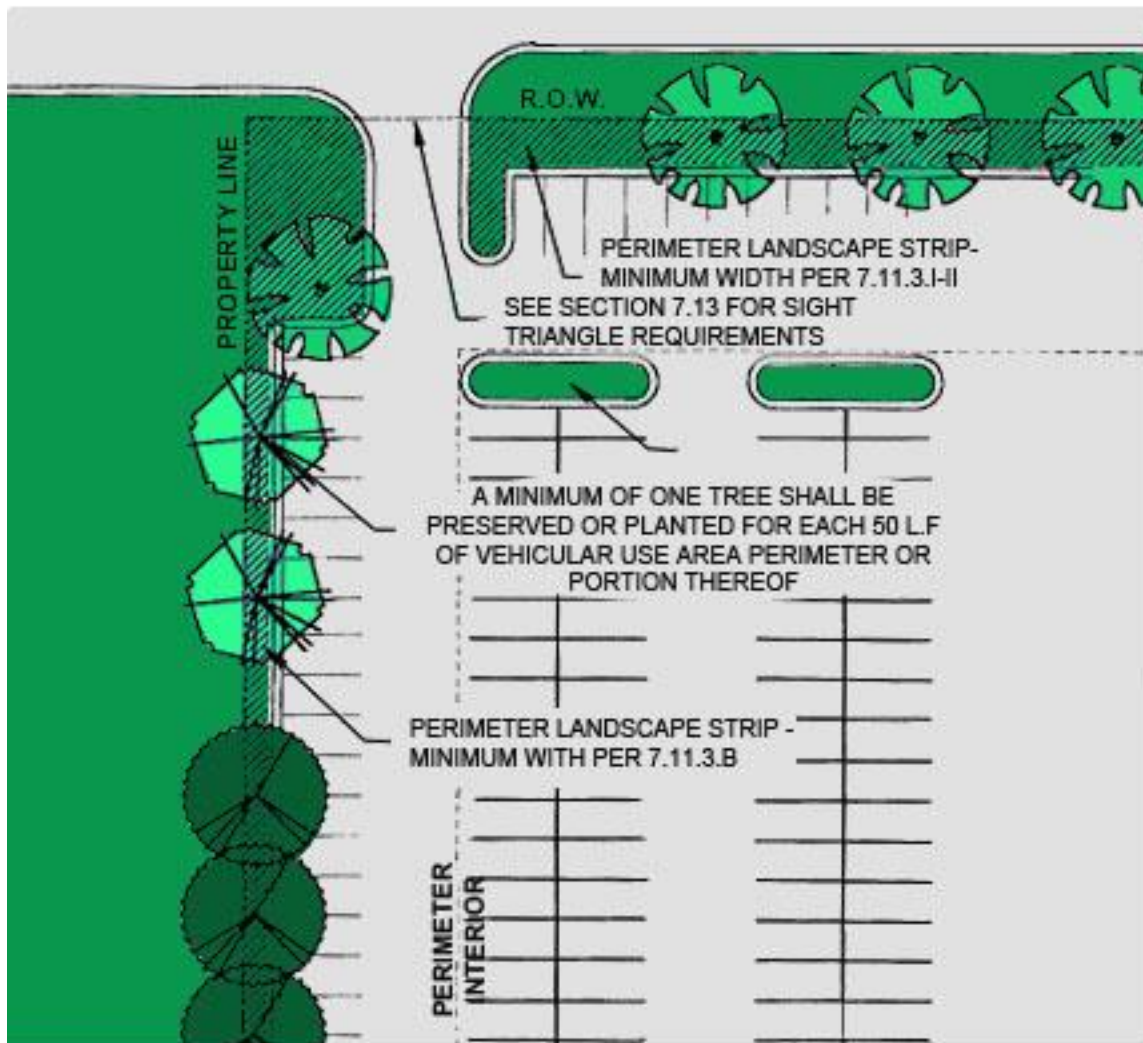 R.O.W.
PROPERTY LINE
PERIMETER LANDSCAPE STRIP-
MINIMUM WIDTH PER 7.11.3.I-II
SEE SECTION 7.13 FOR SIGHT
TRIANGLE REQUIREMENTS
A MINIMUM OF ONE TREE SHALL BE
PRESERVED OR PLANTED FOR EACH 50 L.F
OF VEHICULAR USE AREA PERIMETER OR
PORTION THEREOF
PERIMETER LANDSCAPE STRIP -
MINIMUM WITH PER 7.11.3.B
PERIMETER
INTERIOR